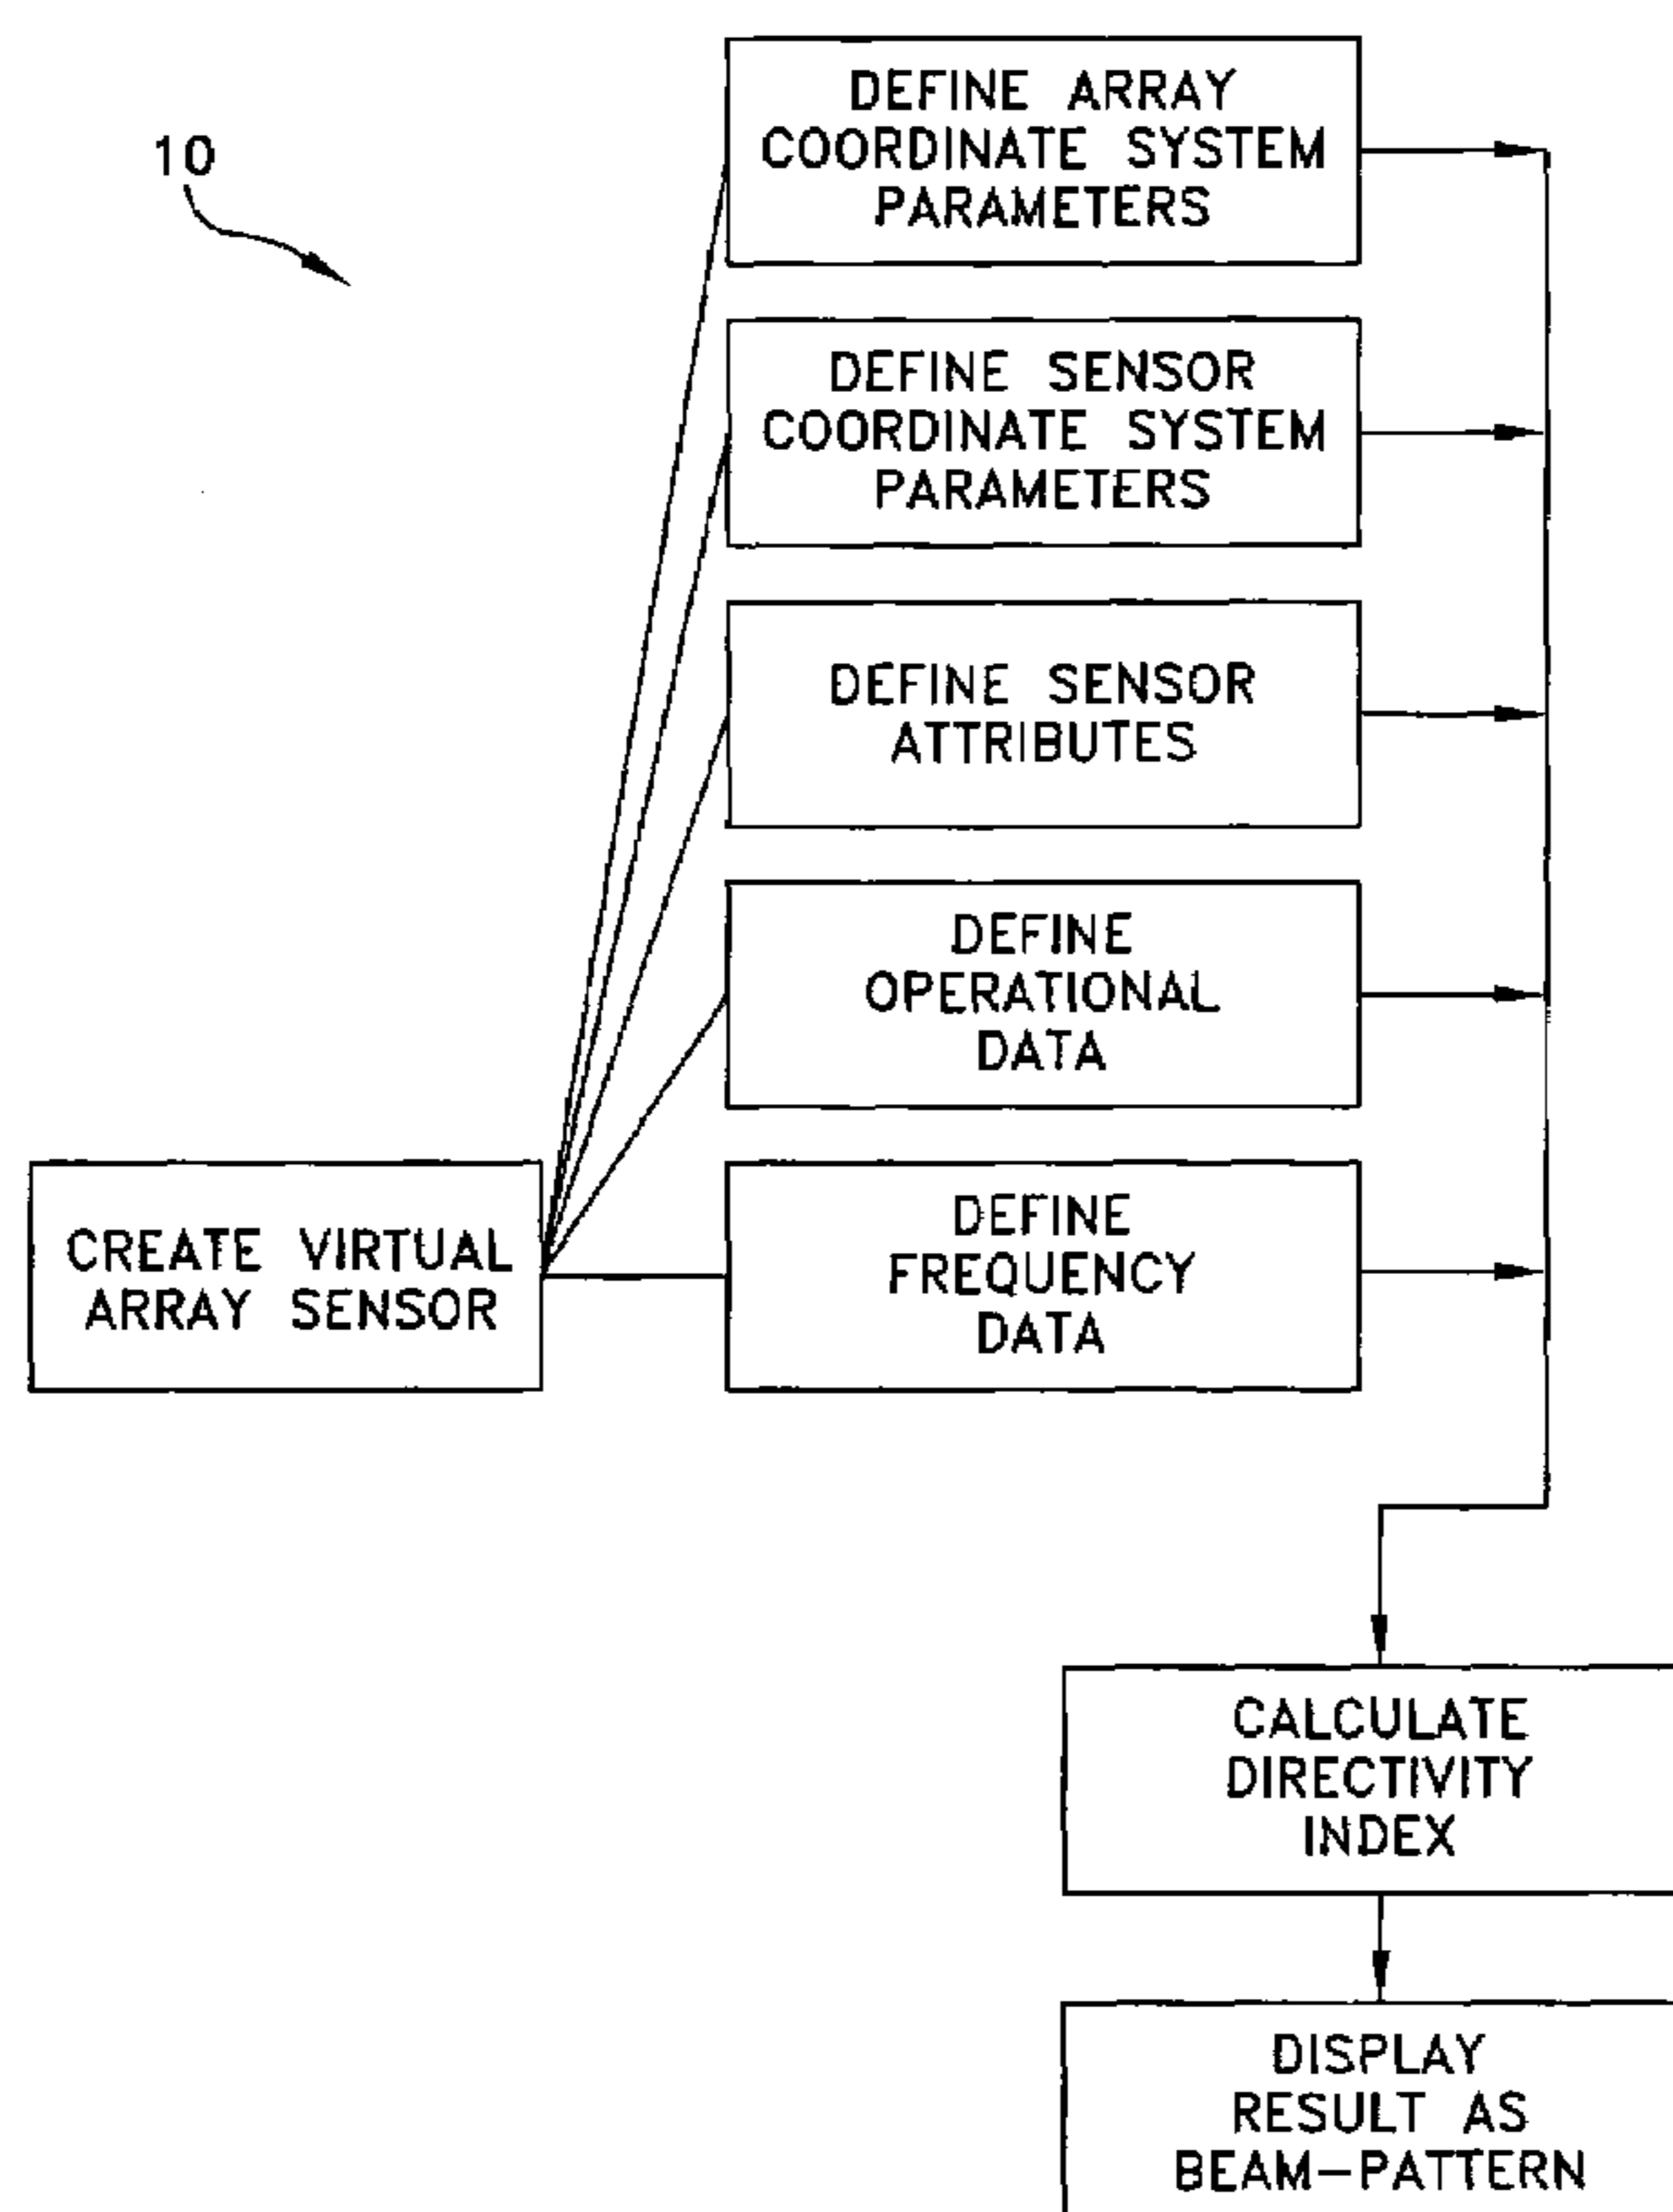 10
DEFINE ARRAY
COORDINATE SYSTEM
PARAMETERS
DEFINE SENSOR
COORDINATE SYSTEM
PARAMETERS
DEFINE SENSOR
ATTRIBUTES
DEFINE
OPERATIONAL
DATA
CREATE VIRTUAL
ARRAY SENSOR
DEFINE
FREQUENCY
DATA
CALCULATE
DIRECTIVITY
INDEX
DISPLAY
RESULT AS
BEAM-PATTERN